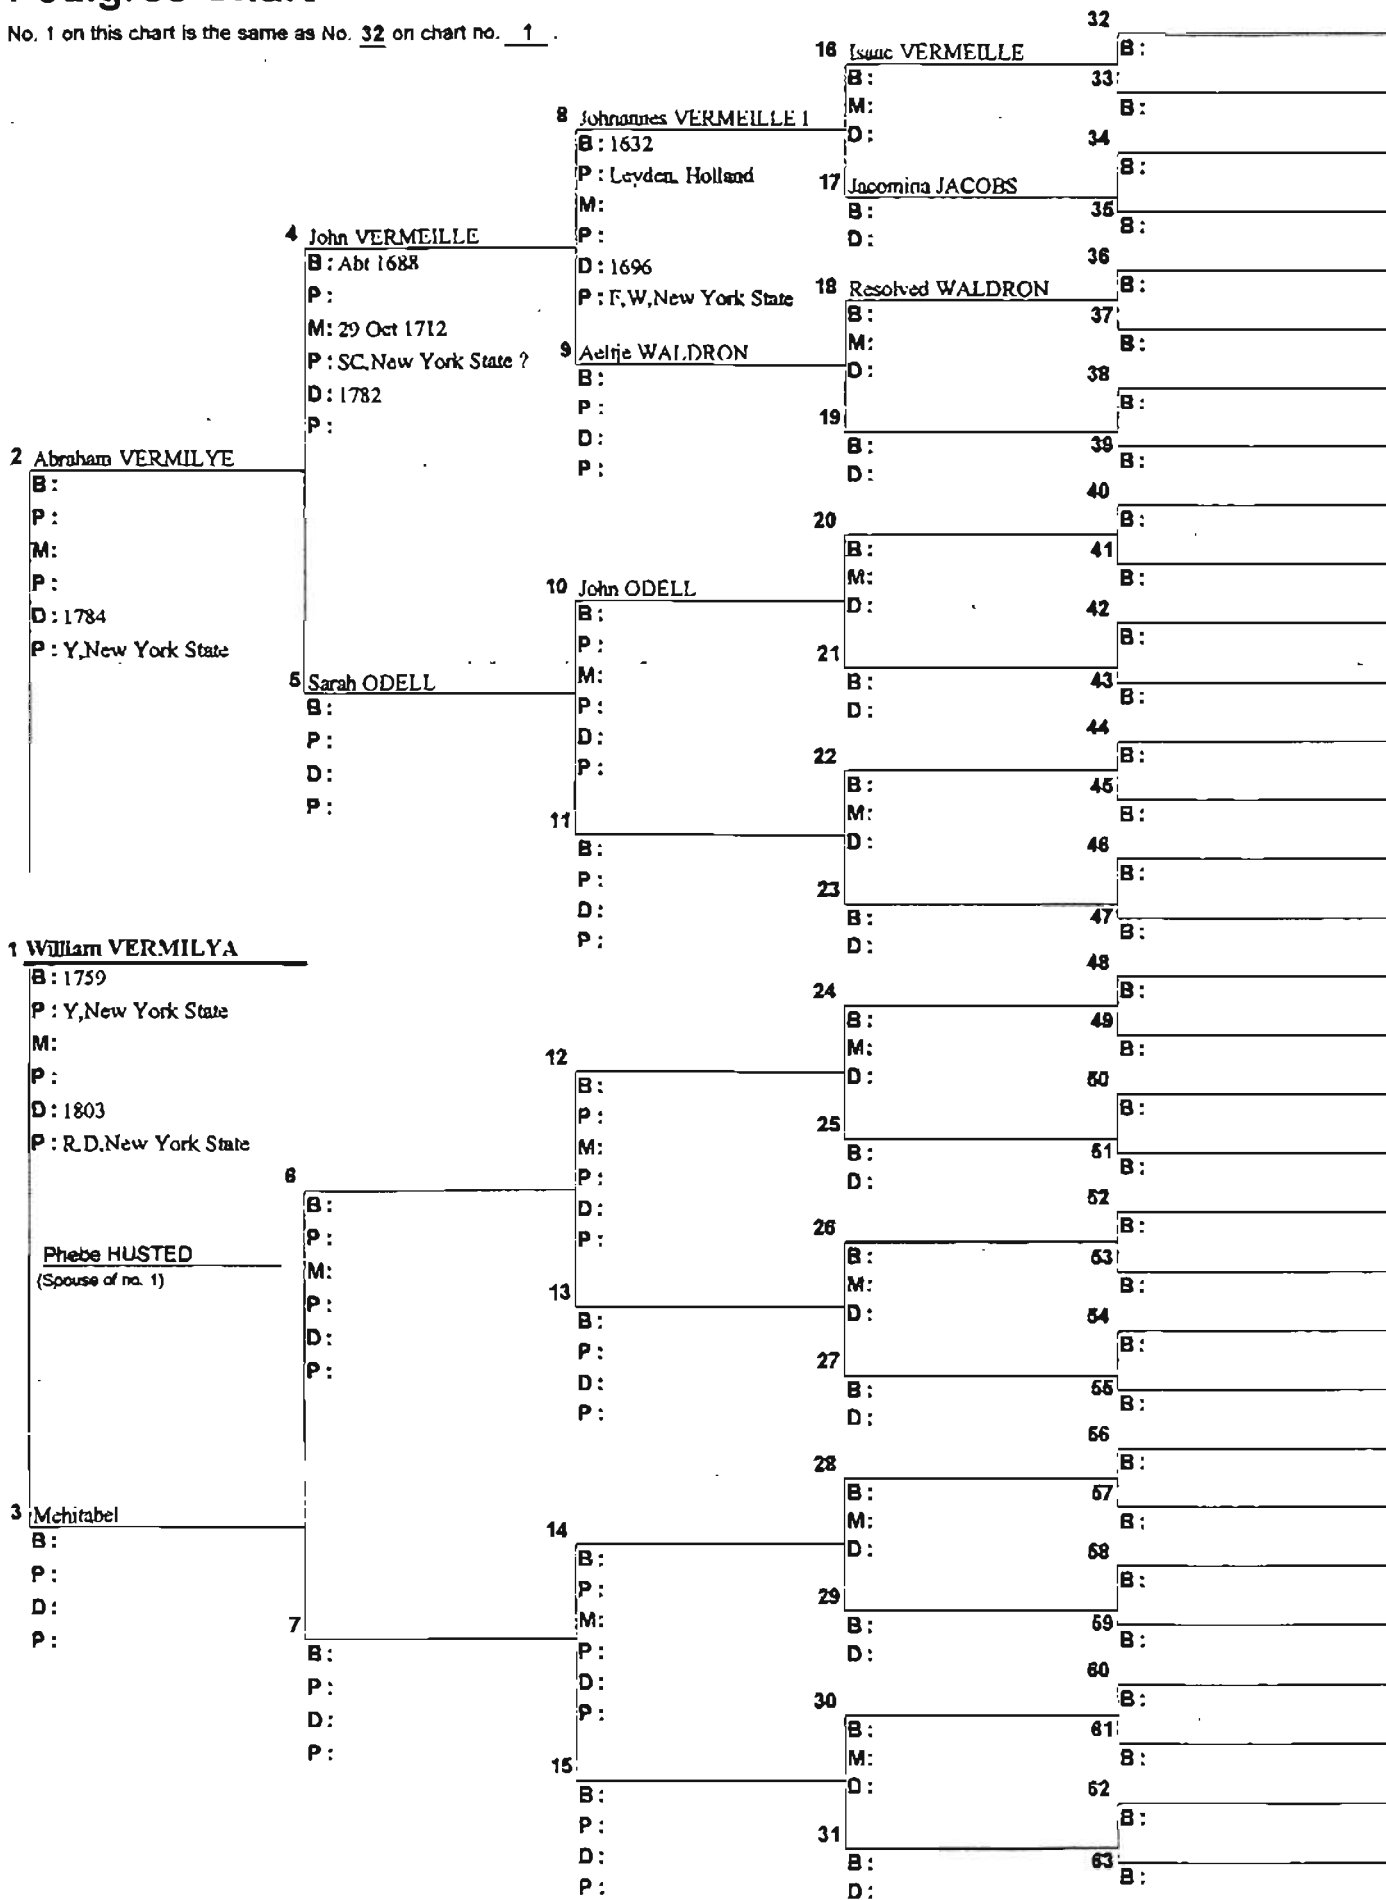 No. 1 on this chart is the same as No. 32 on chart no. 1 .
2 Abraham VERMILYE
B:
P:
M:
P:
D: 1784
P: Y,New York State
1 William VERMILYA
B: 1759
P: Y,New York State
M:
P:
D: 1803
P: R.D,New York State
Phebe HUSTED
(Spouse of no. 1)
3 Mehitabel
B:
P:
D:
P:
4 John VERMEILLE
B: Abt 1688
P:
M: 29 Oct 1712
P: SC,New York State ?
D: 1782
P:
5 Sarah ODELL
B:
P:
D:
P:
6
B:
P:
M:
P:
D:
P:
7
B:
P:
D:
P:
8 Johnannes VERMEILLE I
B: 1632
P: Leyden, Holland
M:
P:
D: 1696
P: F,W,New York State
9 Aeltje WALDRON
B:
P:
D:
P:
10 John ODELL
B:
P:
M:
P:
D:
P:
11
B:
P:
D:
P:
12
B:
P:
M:
P:
D:
P:
13
B:
P:
D:
P:
14
B:
P:
M:
P:
D:
P:
15
B:
P:
D:
P:
16 Isaac VERMEILLE
B:
M:
D:
17 Jacomina JACOBS
B:
D:
18 Resolved WALDRON
B:
M:
D:
19
B:
D:
20
B:
M:
D:
21
B:
D:
22
B:
M:
D:
23
B:
D:
24
B:
M:
D:
25
B:
D:
26
B:
M:
D:
27
B:
D:
28
B:
M:
D:
29
B:
D:
30
B:
M:
D:
31
B:
D:
32
B:
33
B:
34
B:
35
B:
36
B:
37
B:
38
B:
39
B:
40
B:
41
B:
42
B:
43
B:
44
B:
45
B:
46
B:
47
B:
48
B:
49
B:
50
B:
51
B:
52
B:
53
B:
54
B:
55
B:
56
B:
57
B:
58
B:
59
B:
60
B:
61
B:
62
B:
63
B: